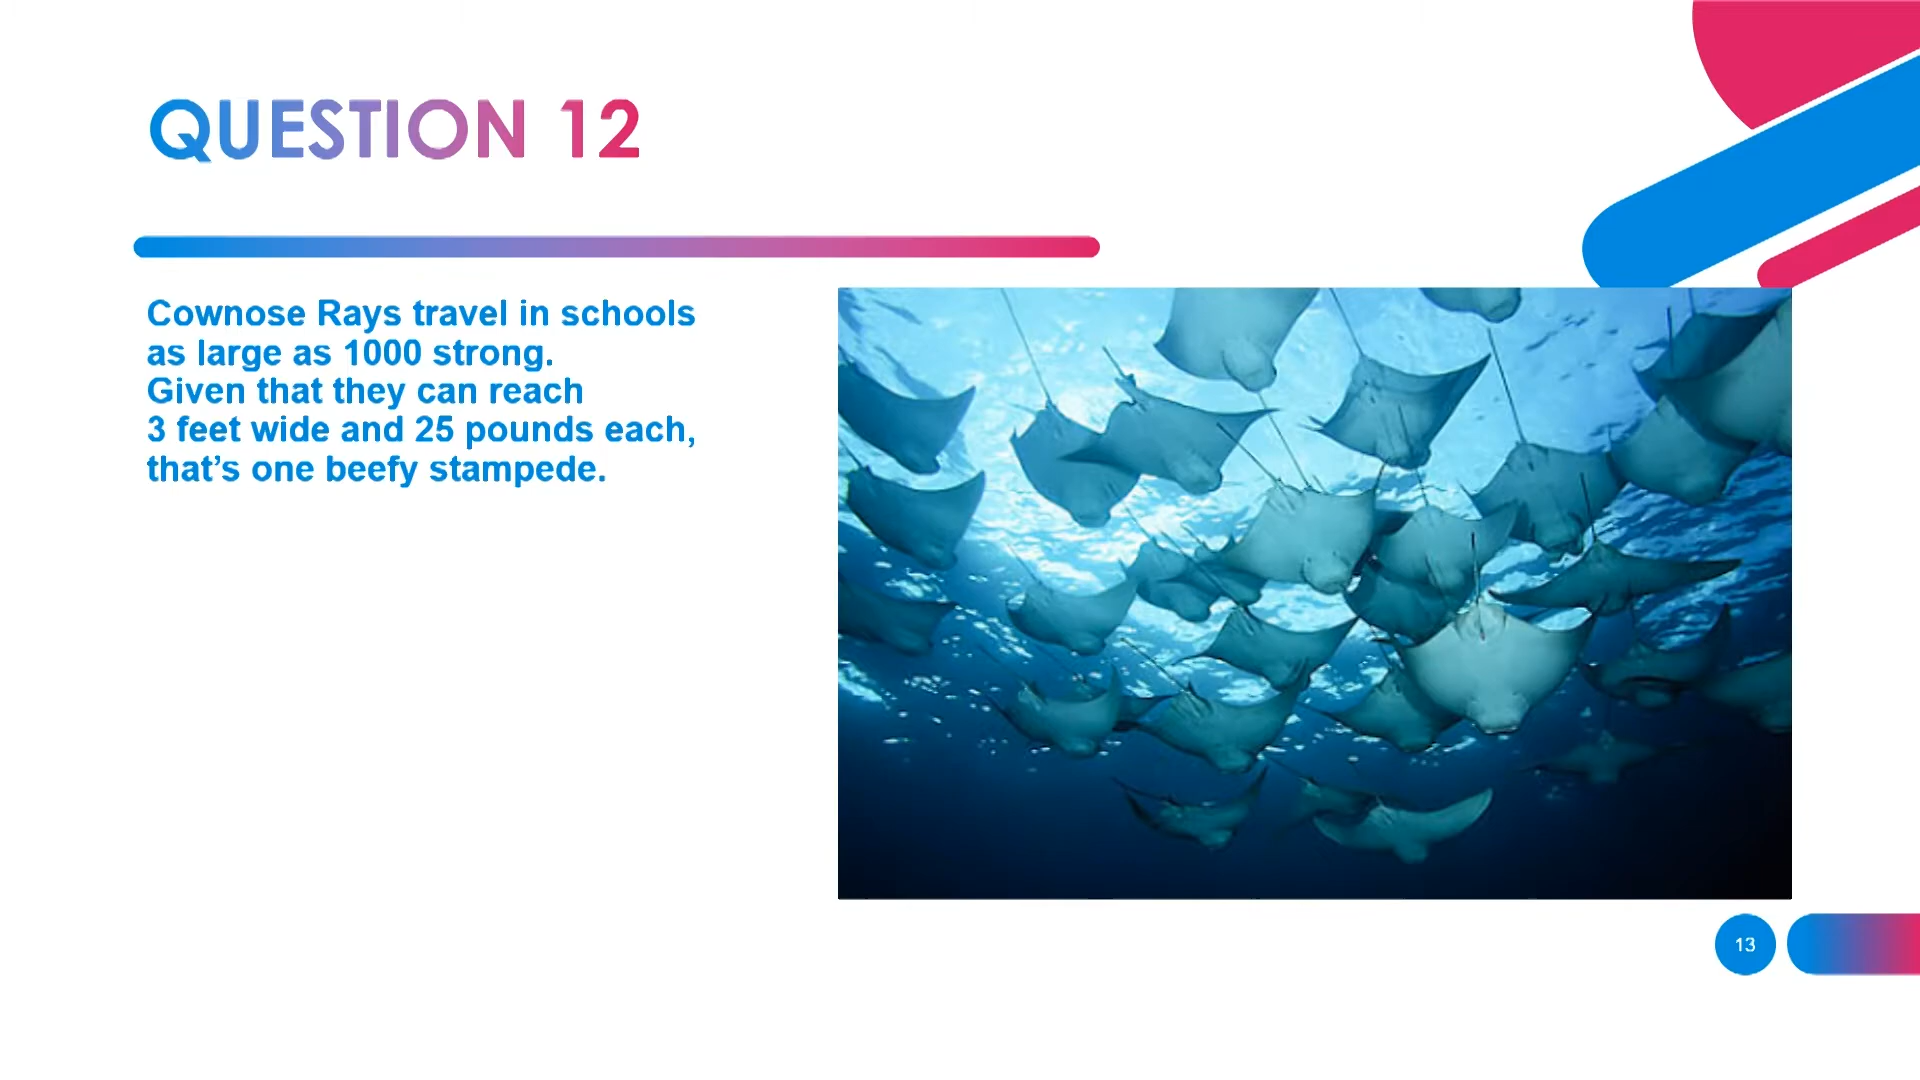 QUESTION 12
Cownose Rays travel in schools
as large as 1000 strong.
Given that they can reach
3 feet wide and 25 pounds each,
that’s one beefy stampede.
13